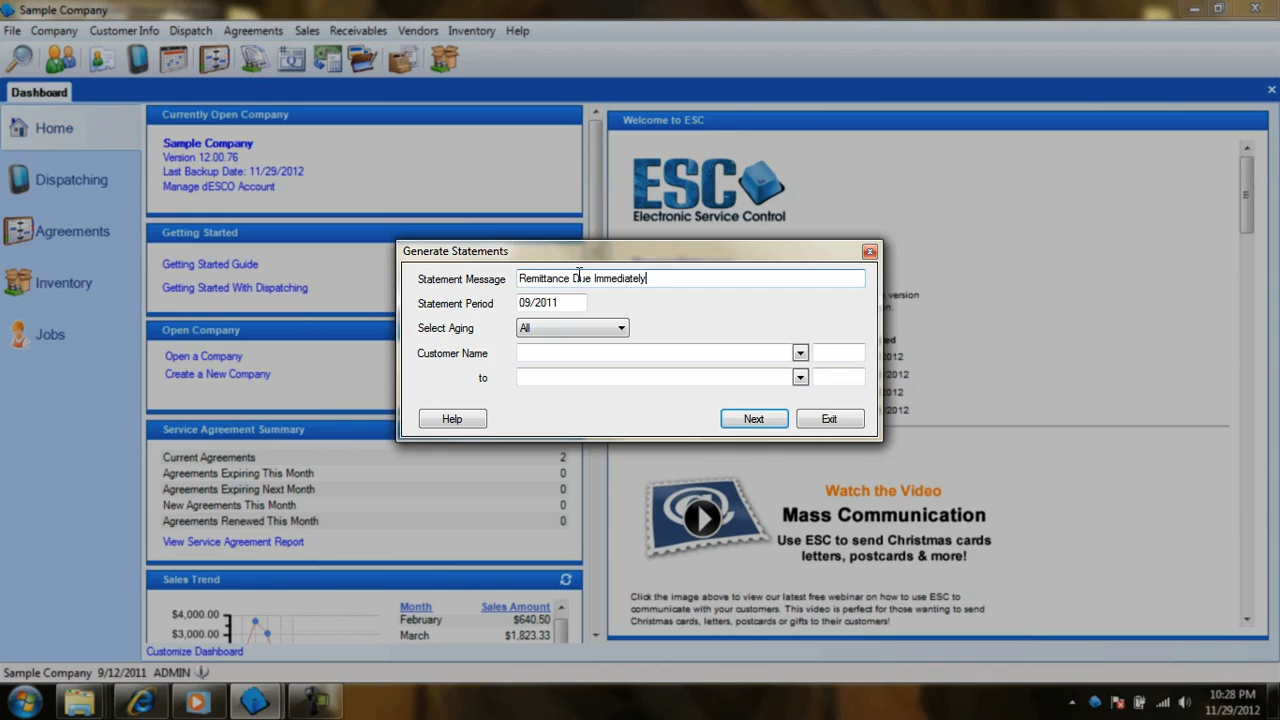 Sample Company
File Company Customer Info Dispatch Agreements Sales Receivables Vendors Inventory Help
Dashboard
Home
Dispatching
Agreements
Inventory
Jobs
Currently Open Company
Sample Company
Version 12.00.76
Last Backup Date: 11/29/2012
Manage dESCO Account
Getting Started
Getting Started Guide
Getting Started With Dispatching
Open Company
Open a Company
Create a New Company
Service Agreement Summary
Current Agreements 2
Agreements Expiring This Month 0
Agreements Expiring Next Month 0
New Agreements This Month 0
Agreements Renewed This Month 0
View Service Agreement Report
Sales Trend
$4,000.00
$3,000.00
Month Sales Amount
February $640.50
March $1,823.33
Customize Dashboard
Generate Statements
Statement Message Remittance Due Immediately
Statement Period 09/2011
Select Aging All
Customer Name
to
Help Next Exit
Welcome to ESC
ESC
Electronic Service Control
version
2012
2012
2012
2012
Watch the Video
Mass Communication
Use ESC to send Christmas cards
letters, postcards & more!
Click the image above to view our latest free webinar on how to use ESC to
communicate with your customers. This video is perfect for those wanting to send
Christmas cards, letters, postcards or gifts to their customers!
Sample Company 9/12/2011 ADMIN
10:28 PM
11/29/2012